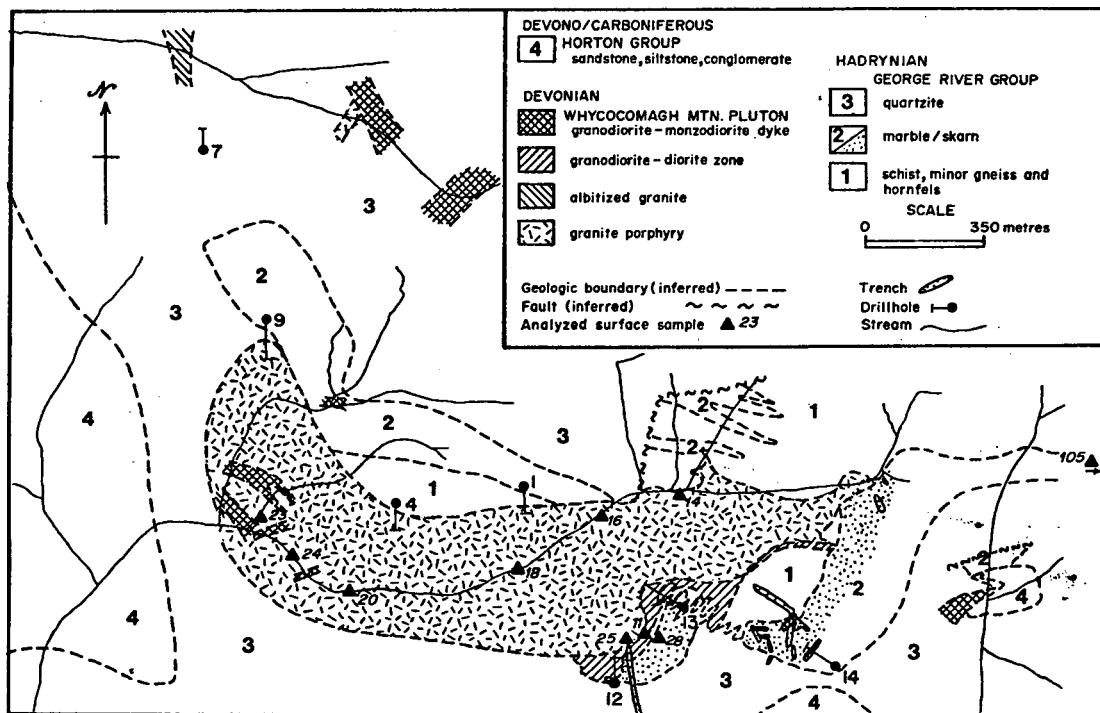 DEVONO/CARBONIFEROUS
4 HORTON GROUP
sandstone, siltstone, conglomerate
DEVONIAN
WHYCOCOMAGH MTN. PLUTON
granodiorite-monzodiorite dyke
granodiorite-diorite zone
albitized granite
granite porphyry
HADRYNIAN
GEORGE RIVER GROUP
3 quartzite
2 marble/skarn
1 schist, minor gneiss and
hornfels
SCALE
0 350 metres
Geologic boundary (inferred)
Fault (inferred)
Analyzed surface sample 23
Trench
Drillhole
Stream
N
7
3
2
3
9
4
2
3
2
1
2
105
1
4
1
16
14
24
18
20
1
2
2
2
4
4
13
11
25
28
3
3
3
12
14
4